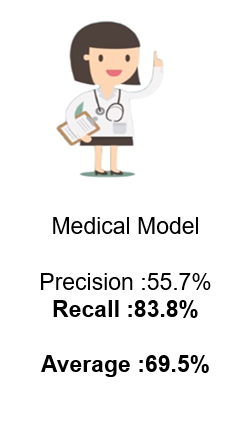 Medical Model
Precision :55.7%
Recall :83.8%
Average :69.5%